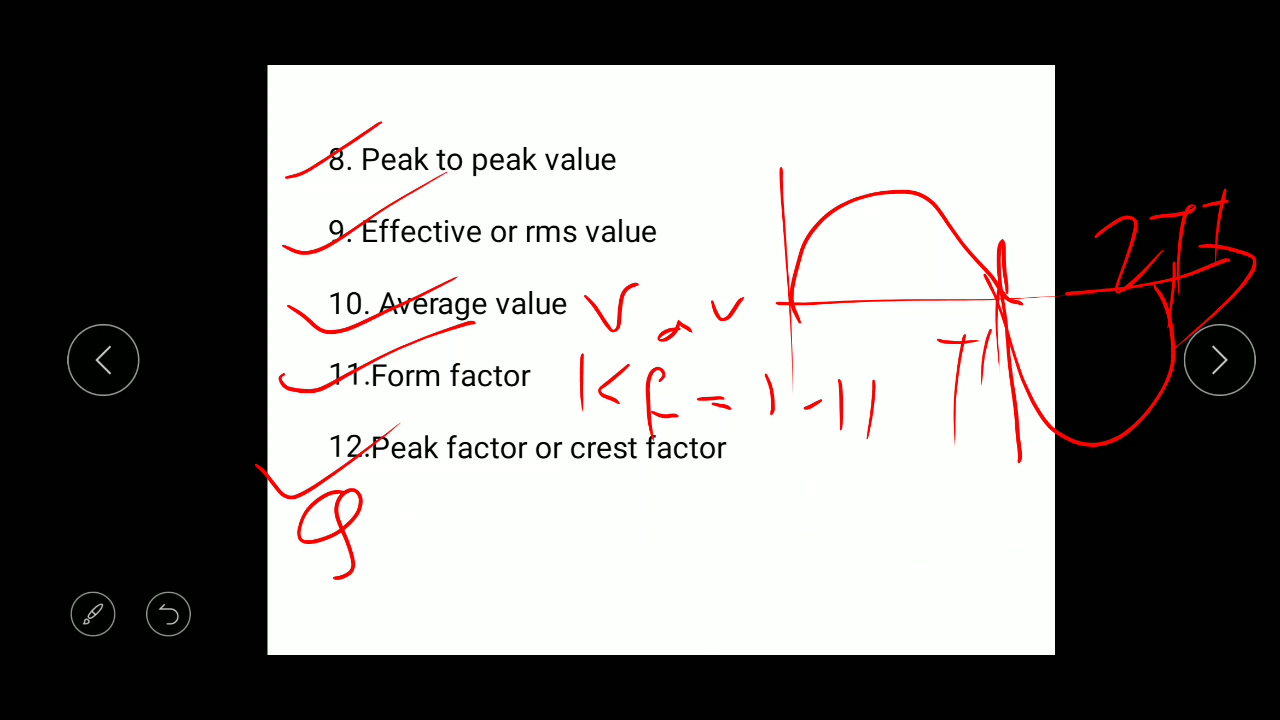 8. Peak to peak value
9. Effective or rms value
10. Average value Vav
11.Form factor Kf = 1.11
12.Peak factor or crest factor
π
2π